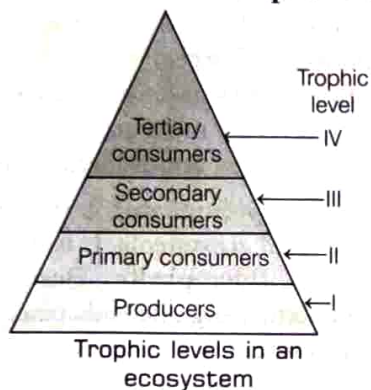 Trophic
level
Tertiary
consumers
IV
Secondary
consumers
III
Primary consumers
II
Producers
I
Trophic levels in an
ecosystem